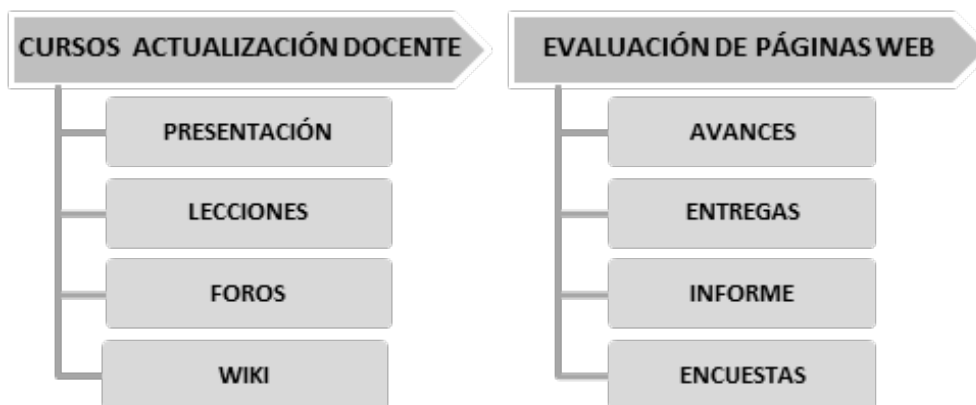 CURSOS ACTUALIZACIÓN DOCENTE
PRESENTACIÓN
LECCIONES
FOROS
WIKI
EVALUACIÓN DE PÁGINAS WEB
AVANCES
ENTREGAS
INFORME
ENCUESTAS